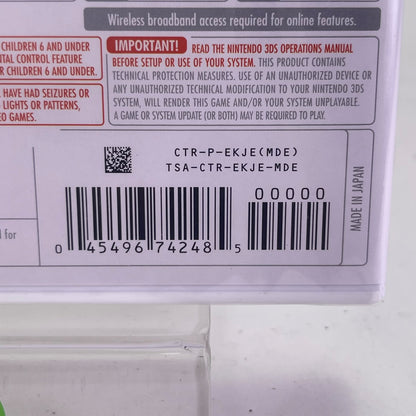 Wireless broadband access required for online features.
CHILDREN 6 AND UNDER
NTAL CONTROL FEATURE
R CHILDREN 6 AND UNDER.
HAVE HAD SEIZURES OR
LIGHTS OR PATTERNS,
EO GAMES.
IMPORTANT! READ THE NINTENDO 3DS OPERATIONS MANUAL
BEFORE SETUP OR USE OF YOUR SYSTEM. THIS PRODUCT CONTAINS
TECHNICAL PROTECTION MEASURES. USE OF AN UNAUTHORIZED DEVICE OR
ANY UNAUTHORIZED TECHNICAL MODIFICATION TO YOUR NINTENDO 3DS
SYSTEM, WILL RENDER THIS GAME AND/OR YOUR SYSTEM UNPLAYABLE.
A GAME OR SYSTEM UPDATE (OR BOTH) MAY BE REQUIRED TO PLAY.
CTR-P-EKJE(MDE)
TSA-CTR-EKJE-MDE
00000
0 45496 74248 5
MADE IN JAPAN
for